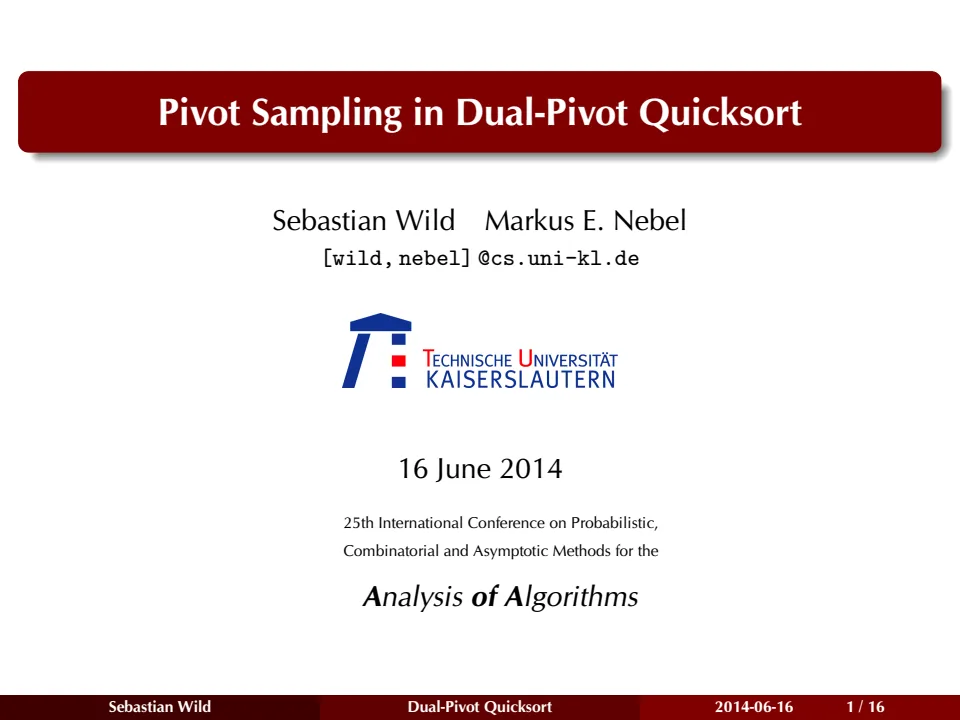 Pivot Sampling in Dual-Pivot Quicksort
Sebastian Wild Markus E. Nebel
[wild,nebel]@cs.uni-kl.de
TECHNISCHE UNIVERSITÄT
KAISERSLAUTERN
16 June 2014
25th International Conference on Probabilistic,
Combinatorial and Asymptotic Methods for the
Analysis of Algorithms
Sebastian Wild Dual-Pivot Quicksort 2014-06-16 1 / 16